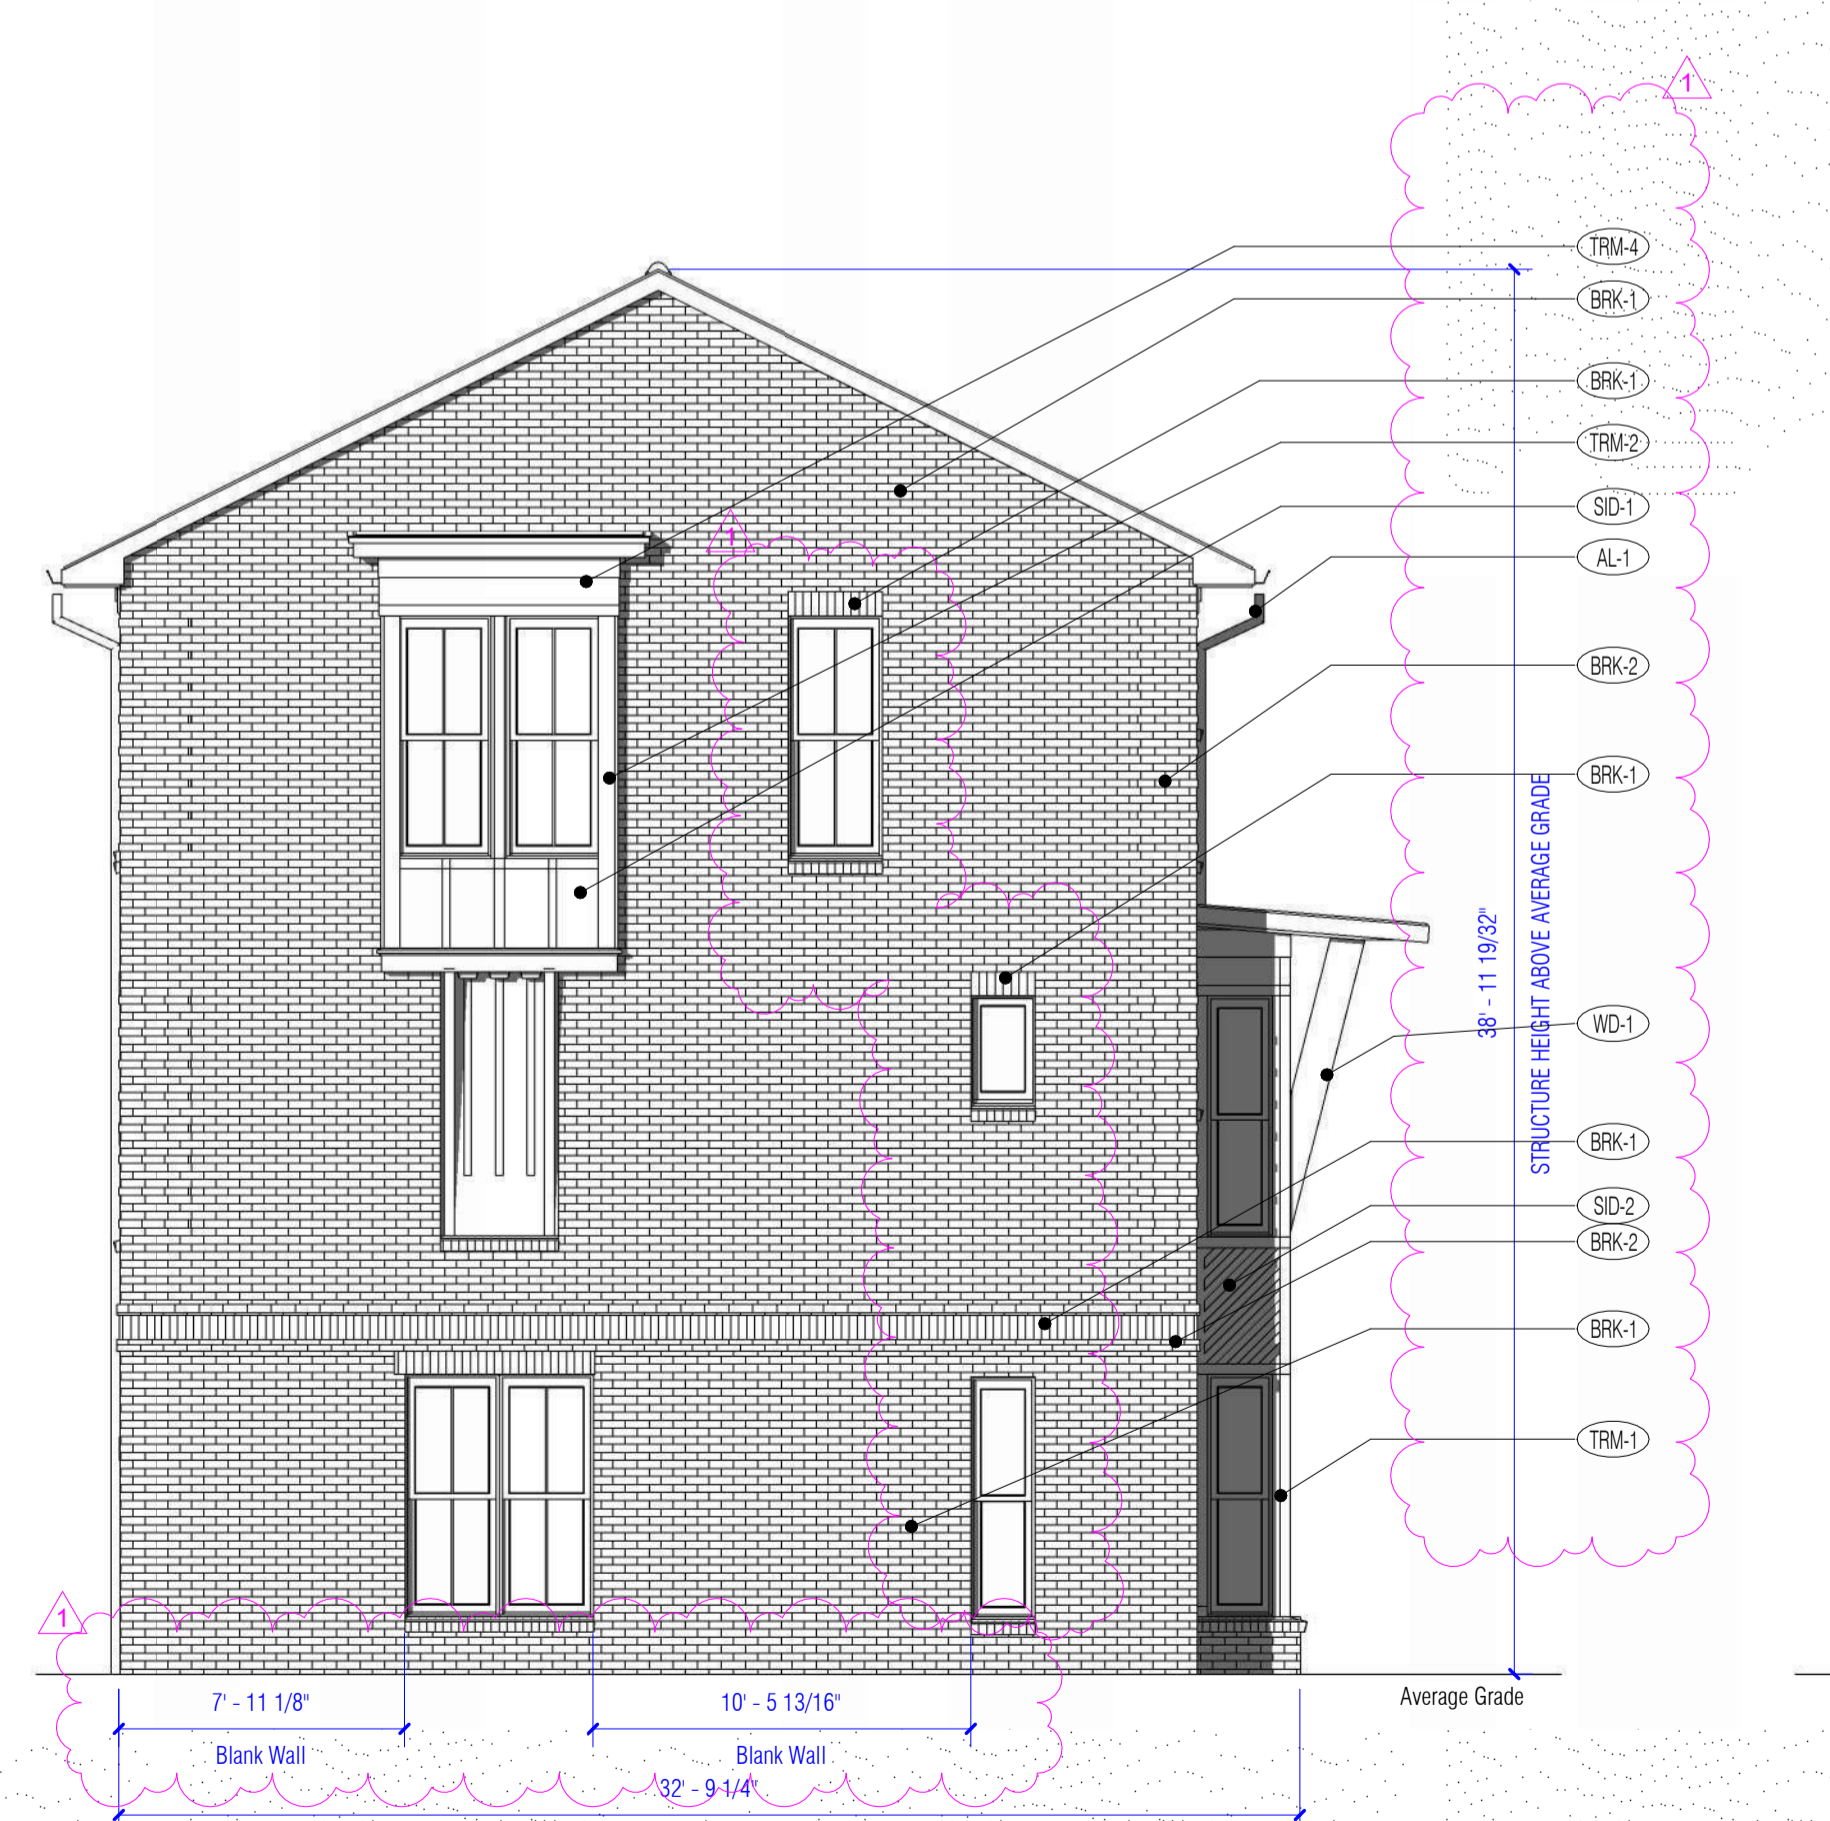 1
TRM-4
BRK-1
BRK-1
TRM-2
1
SID-1
AL-1
BRK-2
BRK-1
38' - 11 19/32"
STRUCTURE HEIGHT ABOVE AVERAGE GRADE
WD-1
BRK-1
SID-2
BRK-2
BRK-1
TRM-1
1
Average Grade
7' - 11 1/8"
10' - 5 13/16"
Blank Wall
Blank Wall
32' - 9 1/4"